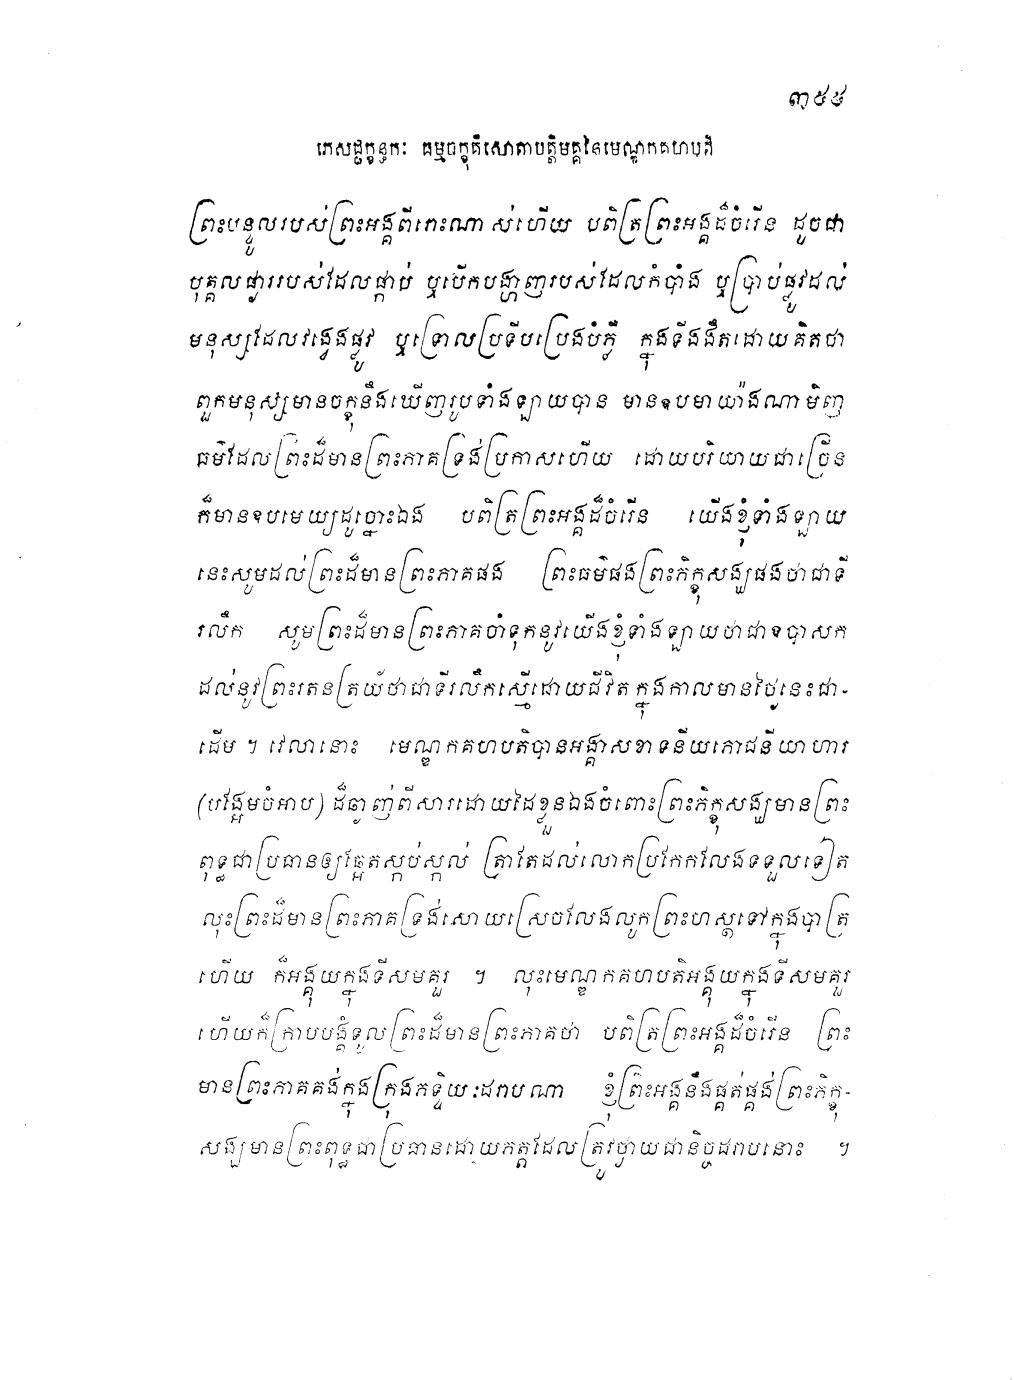 ៣៥៥
ភេសជ្ជក្ខន្ធកៈ ធម្មចក្ខុគឺសោតាបត្តិមគ្គនៃមេណ្ឌកគហបតី
ព្រះបន្ទូលរបស់ព្រះអង្គពីរោះណាស់ហើយ បពិត្រព្រះអង្គដ៏ចំរើន ដូចជា
បុគ្គលផ្ងាររបស់ដែលផ្កាប់ ឬបើកបង្ហាញរបស់ដែលកំបាំង ឬប្រាប់ផ្លូវដល់
មនុស្សដែលវង្វេងផ្លូវ ឬទ្រោលប្រទីបប្រេងបំភ្លឺ ក្នុងទីងងឹតដោយគិតថា
ពួកមនុស្សមានចក្ខុនឹងឃើញរូបទាំងឡាយបាន មានឧបមាយ៉ាងណាមិញ
ធម៌ដែលព្រះដ៏មានព្រះភាគទ្រង់ប្រកាសហើយ ដោយបរិយាយជាច្រើន
ក៏មានឧបមេយ្យដូច្នោះឯង បពិត្រព្រះអង្គដ៏ចំរើន យើងខ្ញុំទាំងឡាយ
នេះសូមដល់ព្រះដ៏មានព្រះភាគផង ព្រះធម៌ផងព្រះភិក្ខុសង្ឃផងថាជាទី
រលឹក សូមព្រះដ៏មានព្រះភាគចាំទុកនូវយើងខ្ញុំទាំងឡាយថាជាឧបាសក
ដល់នូវព្រះរតនត្រយ័ថាជាទីរលឹកស្មើដោយជីវិតក្នុងកាលមានថ្ងៃនេះជា-
ដើម ។ វេលានោះ មេណ្ឌកគហបតិបានអង្គាសខាទនីយភោជនីយាហារ
(បង្អែមចំអាប) ដ៏ឆ្ងាញ់ពីសារដោយដៃខ្លួនឯងចំពោះព្រះភិក្ខុសង្ឃមានព្រះ
ពុទ្ធជាប្រធានឲ្យឆ្អែតស្កប់ស្កល់ ត្រាតែដល់លោកប្រកែកលែងទទួលទៀត
លុះព្រះដ៏មានព្រះភាគទ្រង់សោយស្រេចលែងលូកព្រះហស្តទៅក្នុងបាត្រ
ហើយ ក៏អង្គុយក្នុងទីសមគួរ ។ លុះមេណ្ឌកគហបតិអង្គុយក្នុងទីសមគួរ
ហើយក៏ក្រាបបង្គំទូលព្រះដ៏មានព្រះភាគថា បពិត្រព្រះអង្គដ៏ចំរើន ព្រះ
មានព្រះភាគគង់ក្នុងក្រុងភទ្ទិយៈដរាបណា ខ្ញុំព្រះអង្គនឹងផ្គត់ផ្គង់ព្រះភិក្ខុ-
សង្ឃមានព្រះពុទ្ធជាប្រធានដោយភត្តដែលត្រូវថ្វាយជានិច្ចដរាបនោះ ។